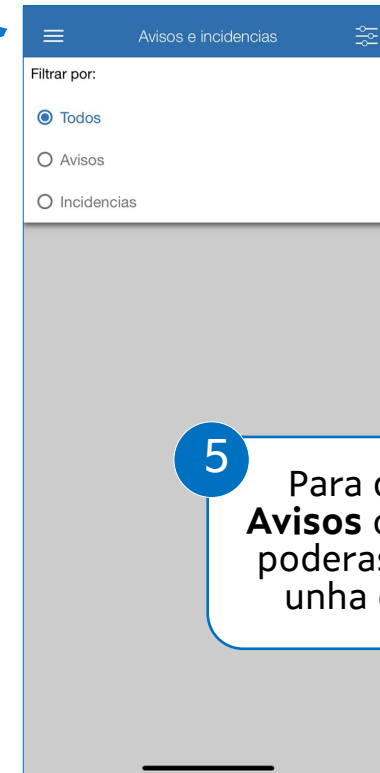 Avisos e incidencias
Filtrar por:
Todos
Avisos
Incidencias
5
Para
Avisos
poderas
unha